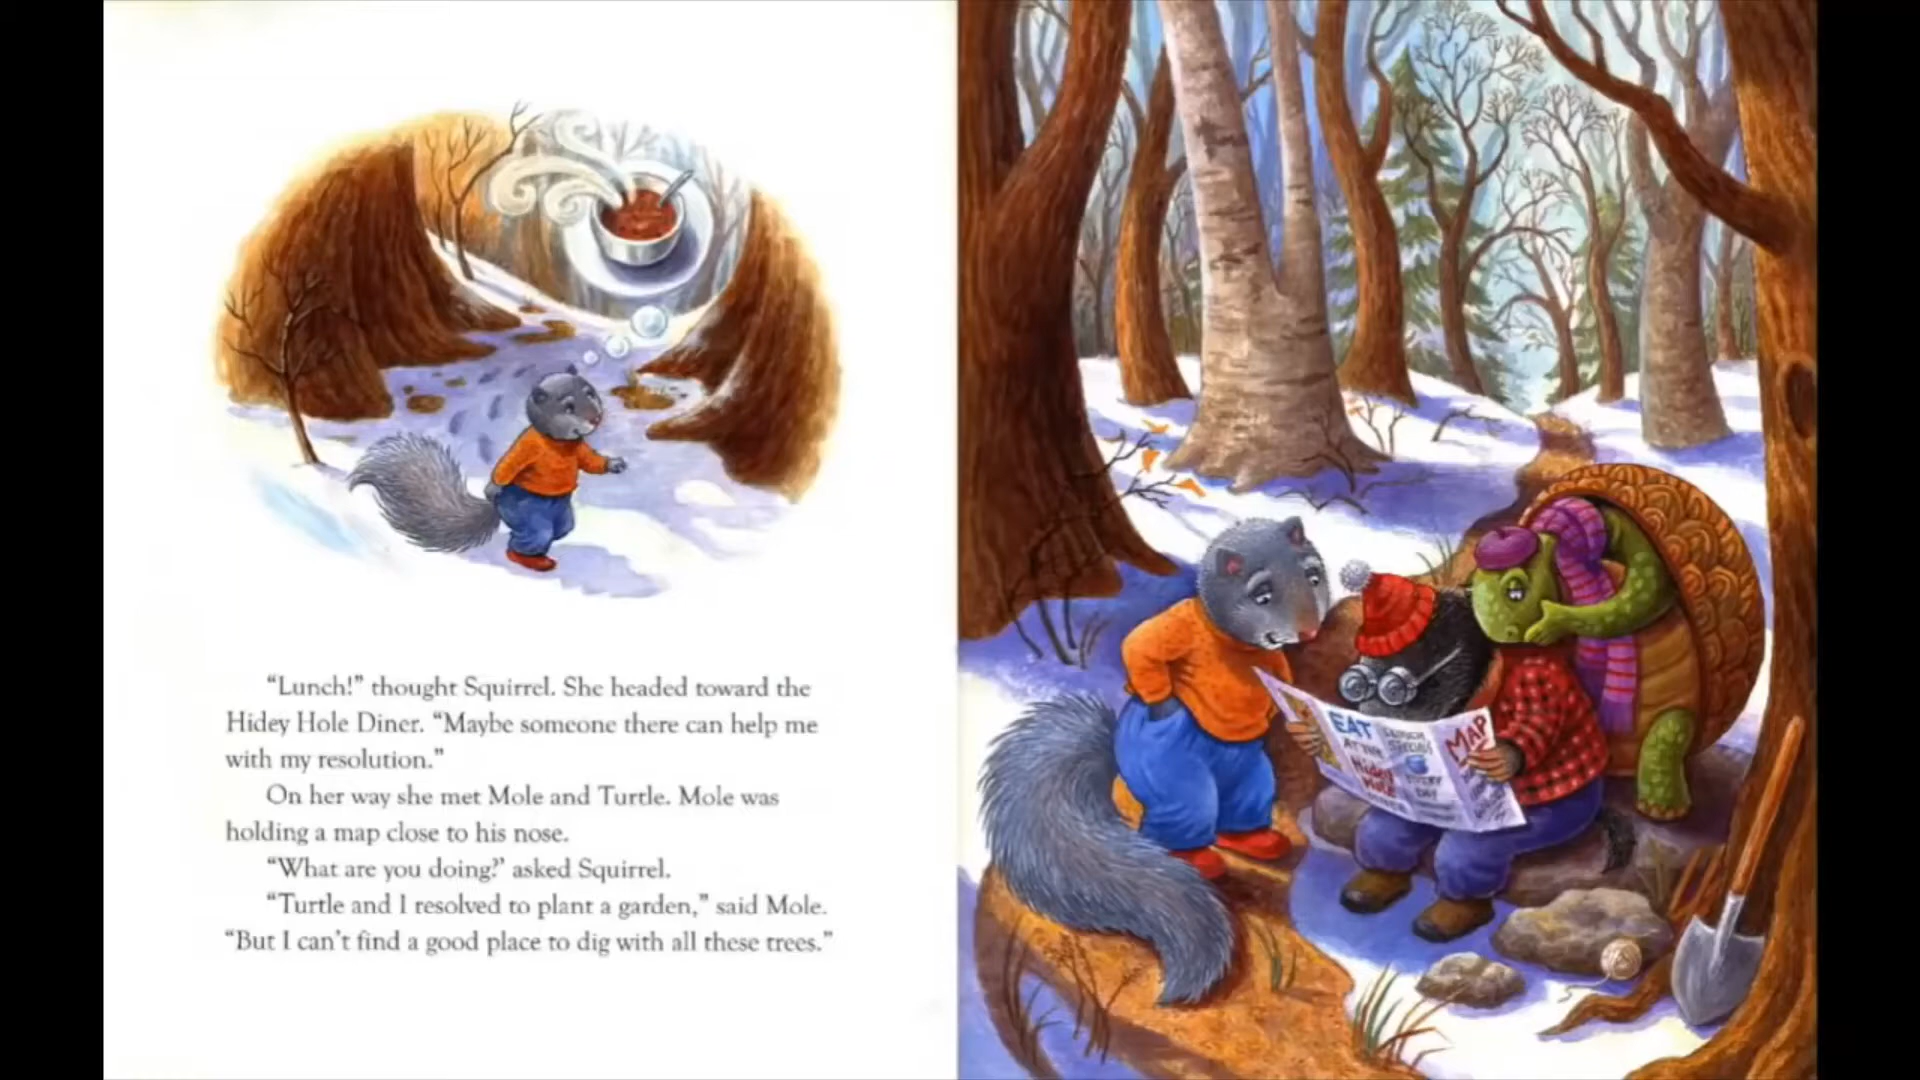 “Lunch!” thought Squirrel. She headed toward the
Hidey Hole Diner. “Maybe someone there can help me
with my resolution.”
On her way she met Mole and Turtle. Mole was
holding a map close to his nose.
“What are you doing?’ asked Squirrel.
“Turtle and I resolved to plant a garden,” said Mole.
“But I can’t find a good place to dig with all these trees.”
EAT
AT THE
Hidey
Hole
MAP
EVERY
DAY